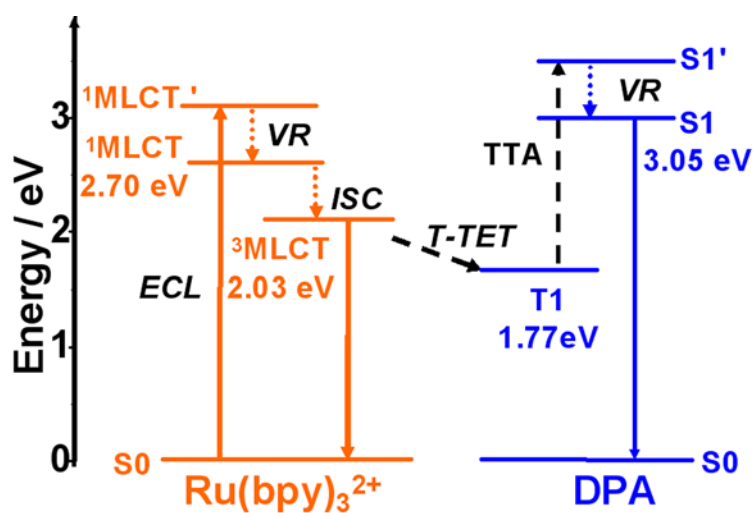 Energy / eV
3
2
1
0
¹MLCT '
VR
¹MLCT
2.70 eV
ISC
³MLCT
2.03 eV
ECL
S0
Ru(bpy)₃²⁺
T-TET
S1'
VR
S1
3.05 eV
TTA
T1
1.77eV
S0
DPA